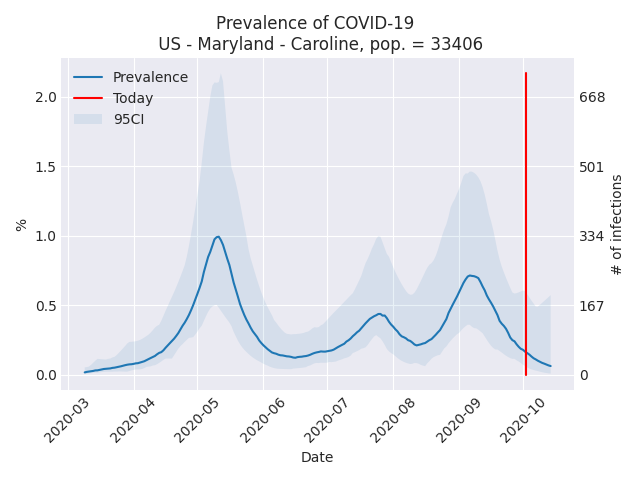 Prevalence of COVID-19
US - Maryland - Caroline, pop. = 33406
Prevalence
Today
95CI
2.0
1.5
1.0
0.5
0.0
%
668
501
334
167
0
# of infections
2020-03
2020-04
2020-05
2020-06
2020-07
2020-08
2020-09
2020-10
Date